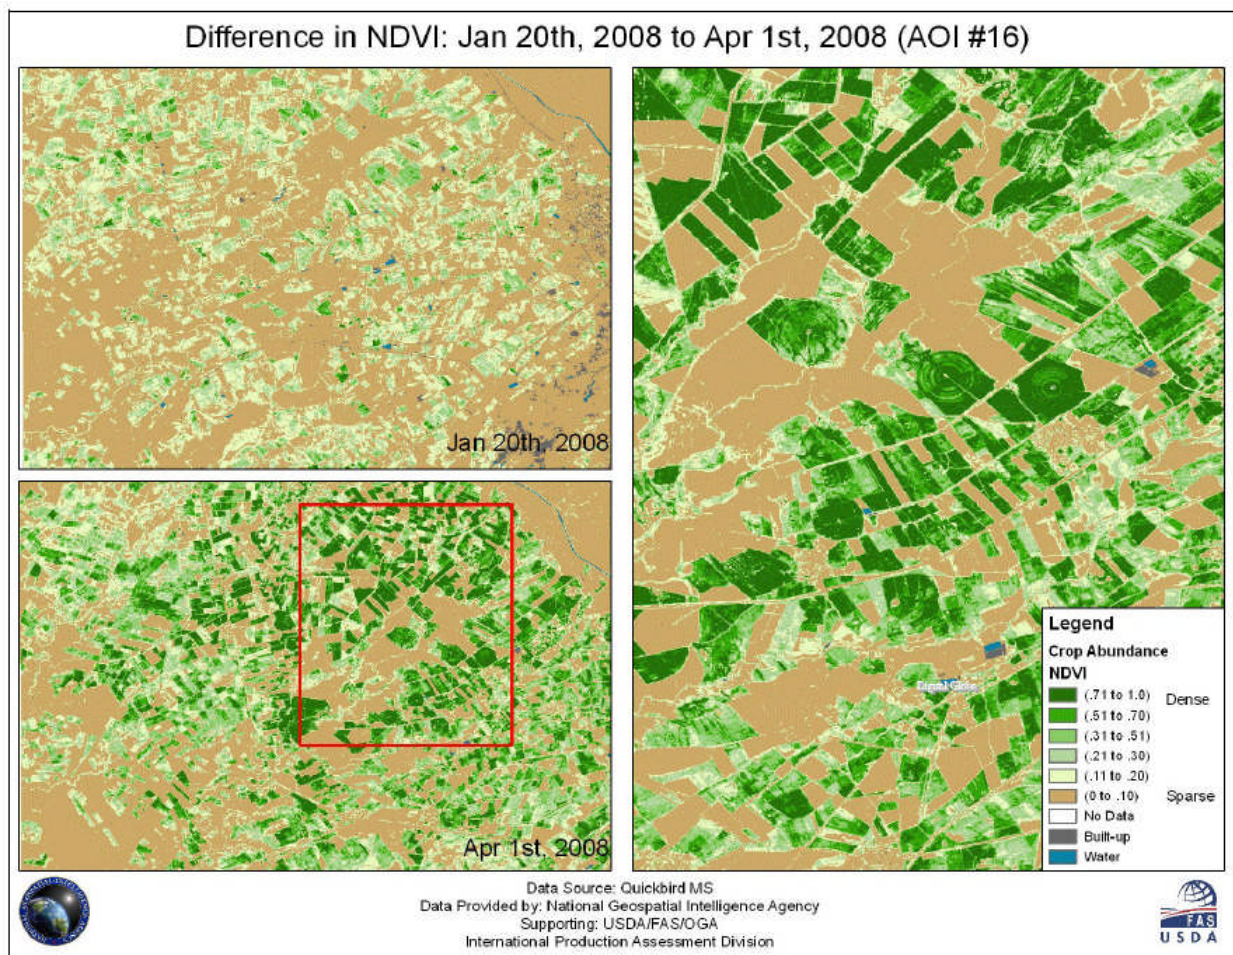 Difference in NDVI: Jan 20th, 2008 to Apr 1st, 2008 (AOI #16)
Jan 20th, 2008
Apr 1st, 2008
Legend
Crop Abundance
NDVI
(.71 to 1.0) Dense
(.51 to .70)
(.31 to .51)
(.21 to .30)
(.11 to .20)
(0 to .10) Sparse
No Data
Built-up
Water
Data Source: Quickbird MS
Data Provided by: National Geospatial Intelligence Agency
Supporting: USDA/FAS/OGA
International Production Assessment Division
FAS
USDA